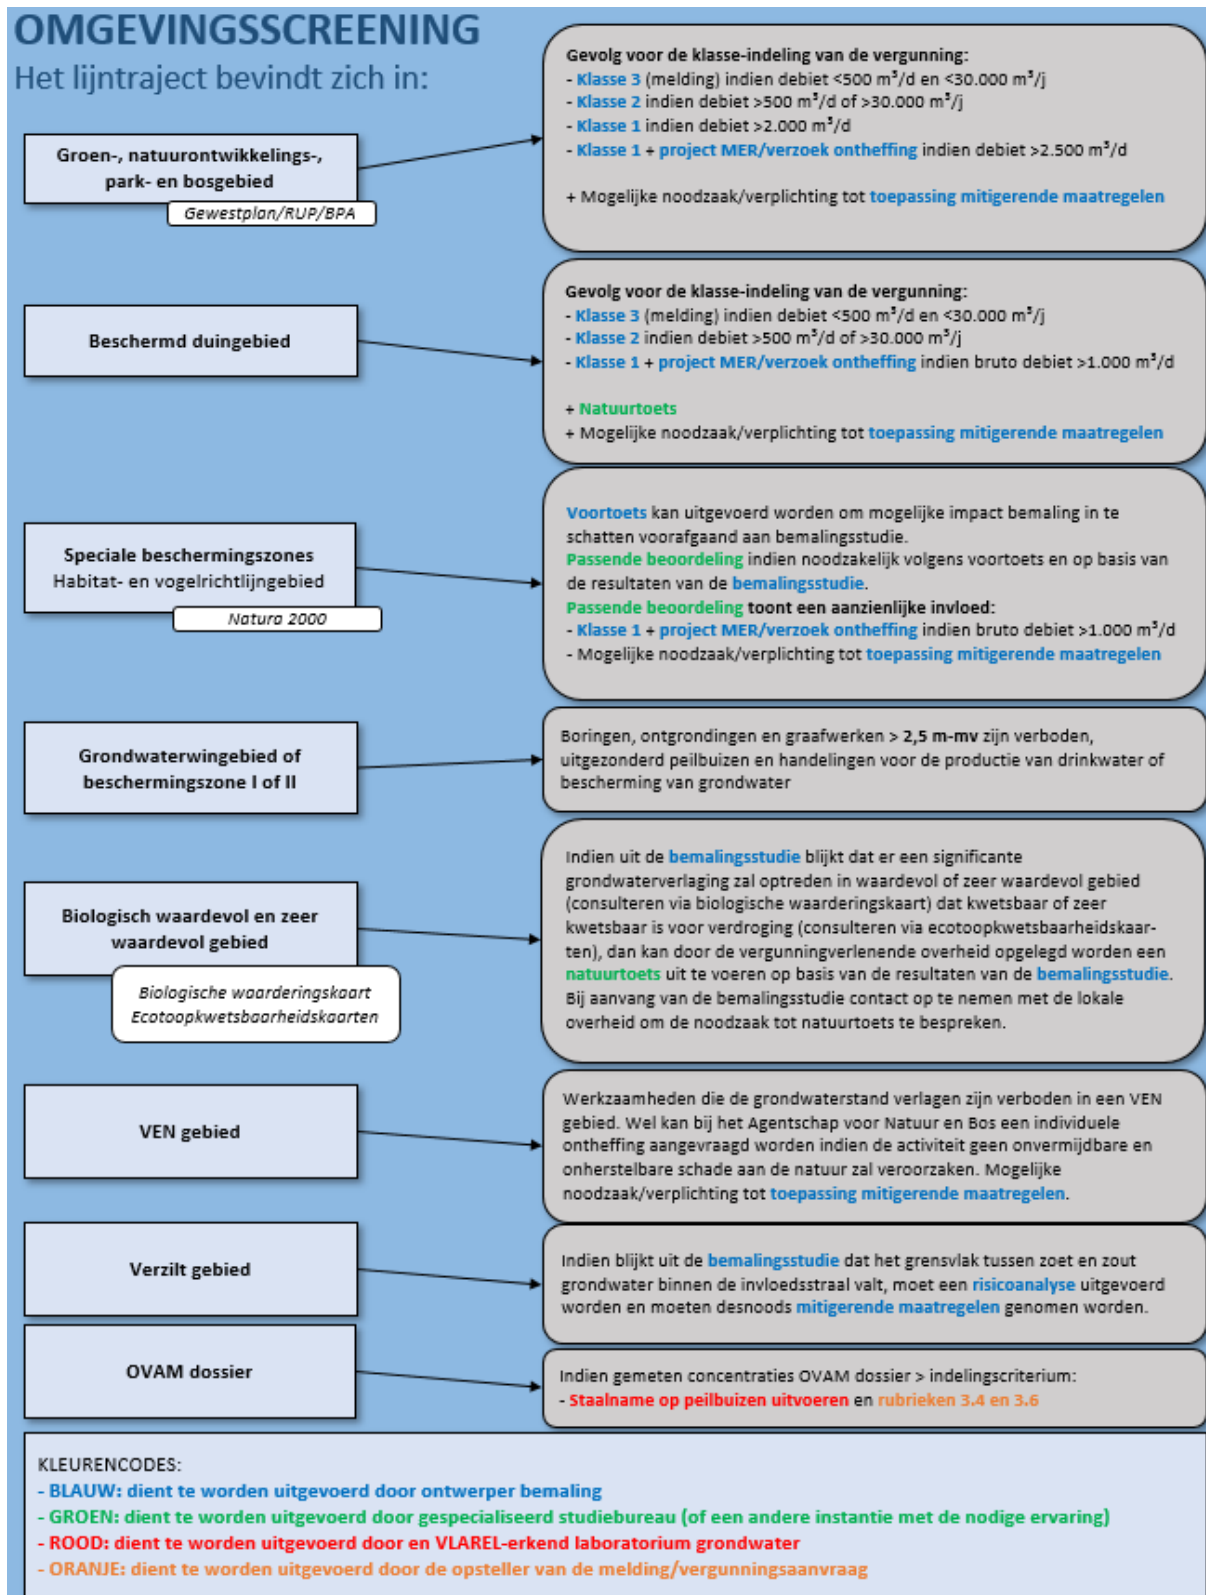 OMGEVINGSSCREENING
Het lijntraject bevindt zich in:
Groen-, natuurontwikkelings-,
park- en bosgebied
Gewestplan/RUP/BPA
Gevolg voor de klasse-indeling van de vergunning:
- Klasse 3 (melding) indien debiet <500 m³/d en <30.000 m³/j
- Klasse 2 indien debiet >500 m³/d of >30.000 m³/j
- Klasse 1 indien debiet >2.000 m³/d
- Klasse 1 + project MER/verzoek ontheffing indien debiet >2.500 m³/d
+ Mogelijke noodzaak/verplichting tot toepassing mitigerende maatregelen
Beschermd duingebied
Gevolg voor de klasse-indeling van de vergunning:
- Klasse 3 (melding) indien debiet <500 m³/d en <30.000 m³/j
- Klasse 2 indien debiet >500 m³/d of >30.000 m³/j
- Klasse 1 + project MER/verzoek ontheffing indien bruto debiet >1.000 m³/d
+ Natuurtoets
+ Mogelijke noodzaak/verplichting tot toepassing mitigerende maatregelen
Speciale beschermingszones
Habitat- en vogelrichtlijngebied
Natura 2000
Voortoets kan uitgevoerd worden om mogelijke impact bemaling in te
schatten voorafgaand aan bemalingsstudie.
Passende beoordeling indien noodzakelijk volgens voortoets en op basis van
de resultaten van de bemalingsstudie.
Passende beoordeling toont een aanzienlijke invloed:
- Klasse 1 + project MER/verzoek ontheffing indien bruto debiet >1.000 m³/d
- Mogelijke noodzaak/verplichting tot toepassing mitigerende maatregelen
Grondwaterwingebied of
beschermingszone I of II
Boringen, ontgrondingen en graafwerken > 2,5 m-mv zijn verboden,
uitgezonderd peilbuizen en handelingen voor de productie van drinkwater of
bescherming van grondwater
Biologisch waardevol en zeer
waardevol gebied
Biologische waarderingskaart
Ecotoopkwetsbaarheidskaarten
Indien uit de bemalingsstudie blijkt dat er een significante
grondwaterverlaging zal optreden in waardevol of zeer waardevol gebied
(consulteren via biologische waarderingskaart) dat kwetsbaar of zeer
kwetsbaar is voor verdroging (consulteren via ecotoopkwetsbaarheidskaar-
ten), dan kan door de vergunningverlenende overheid opgelegd worden een
natuurtoets uit te voeren op basis van de resultaten van de bemalingsstudie.
Bij aanvang van de bemalingsstudie contact op te nemen met de lokale
overheid om de noodzaak tot natuurtoets te bespreken.
VEN gebied
Werkzaamheden die de grondwaterstand verlagen zijn verboden in een VEN
gebied. Wel kan bij het Agentschap voor Natuur en Bos een individuele
ontheffing aangevraagd worden indien de activiteit geen onvermijdbare en
onherstelbare schade aan de natuur zal veroorzaken. Mogelijke
noodzaak/verplichting tot toepassing mitigerende maatregelen.
Verzilt gebied
Indien blijkt uit de bemalingsstudie dat het grensvlak tussen zoet en zout
grondwater binnen de invloedsstraal valt, moet een risicoanalyse uitgevoerd
worden en moeten desnoods mitigerende maatregelen genomen worden.
OVAM dossier
Indien gemeten concentraties OVAM dossier > indelingscriterium:
- Staalname op peilbuizen uitvoeren en rubrieken 3.4 en 3.6
KLEURENCODES:
- BLAUW: dient te worden uitgevoerd door ontwerper bemaling
- GROEN: dient te worden uitgevoerd door gespecialiseerd studiebureau (of een andere instantie met de nodige ervaring)
- ROOD: dient te worden uitgevoerd door en VLAREL-erkend laboratorium grondwater
- ORANJE: dient te worden uitgevoerd door de opsteller van de melding/vergunningsaanvraag